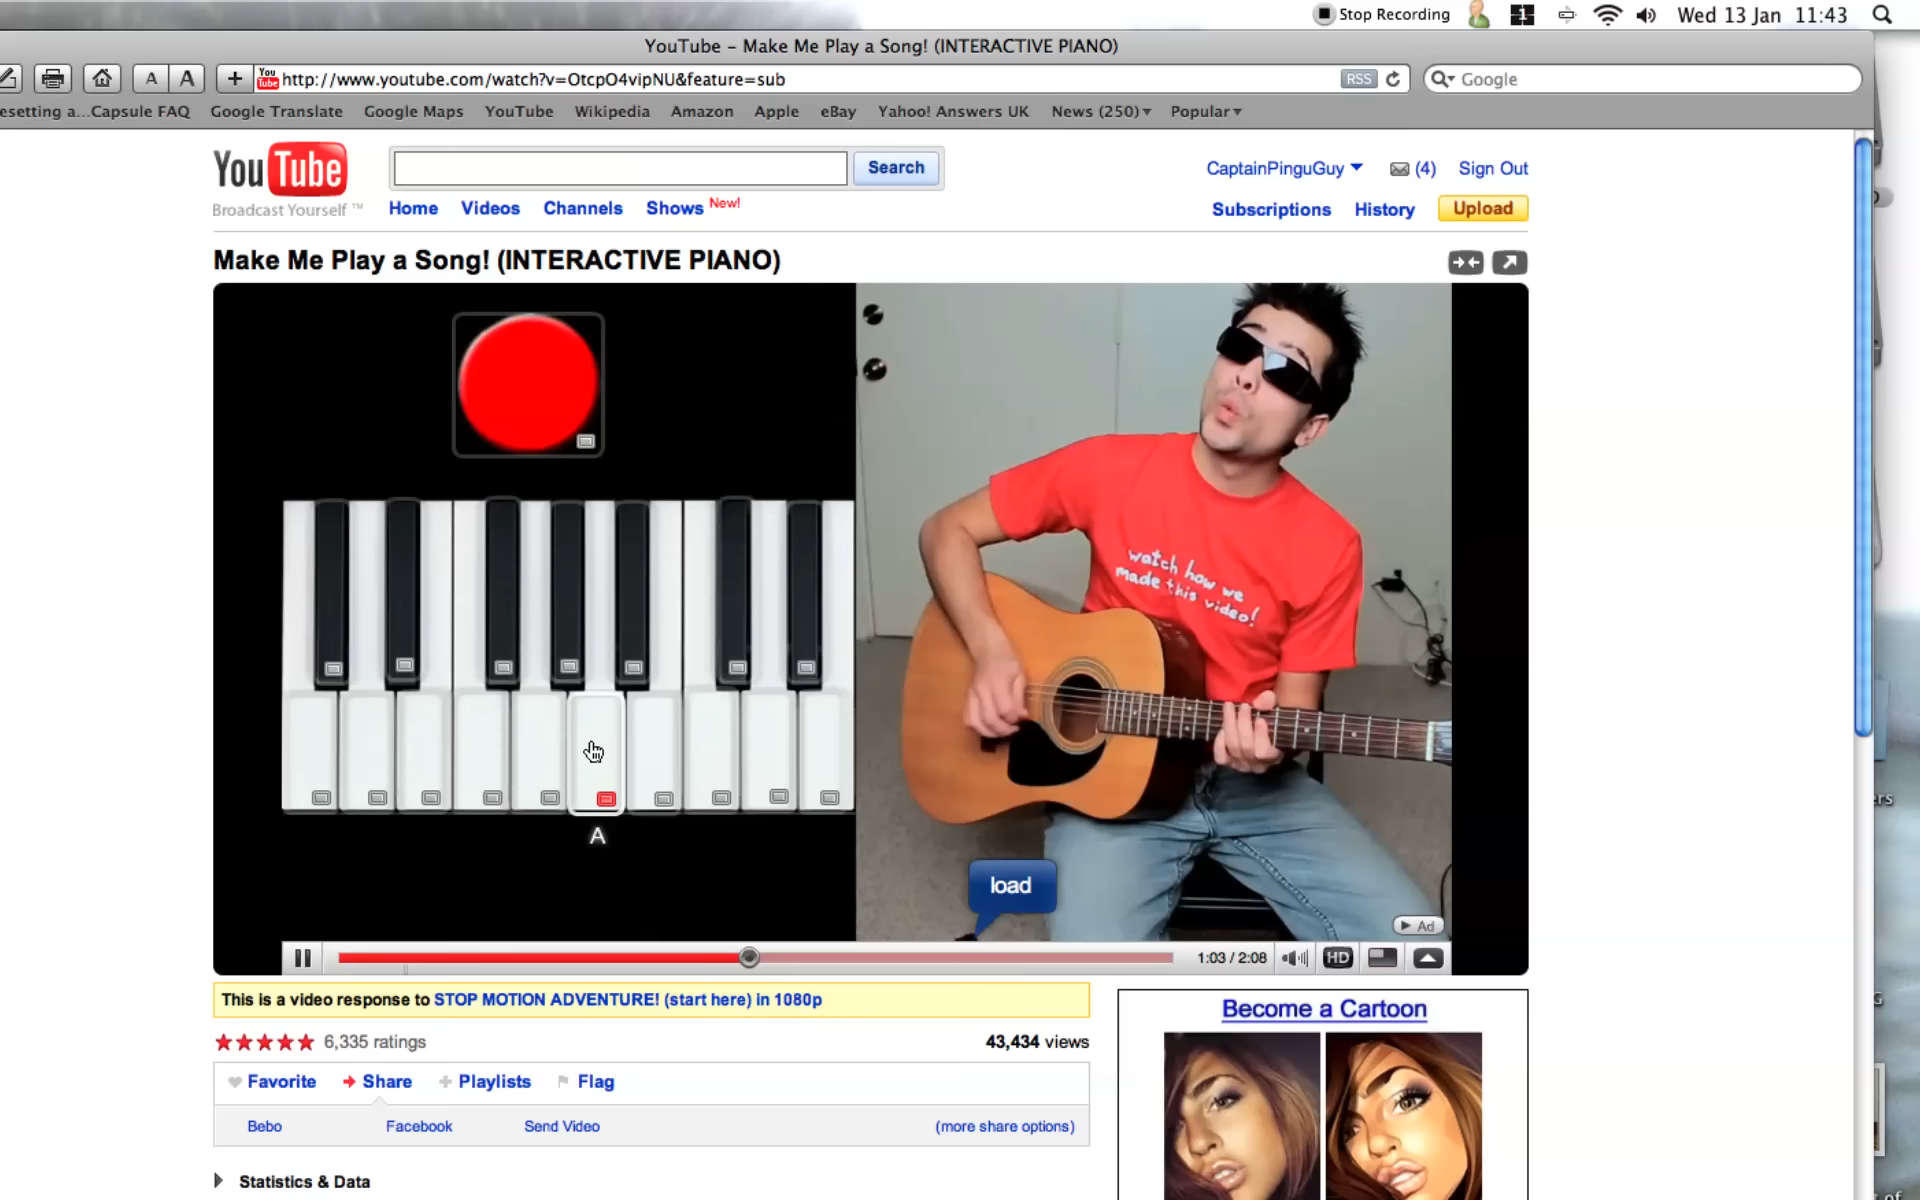 Stop Recording 1 Wed 13 Jan 11:43
YouTube – Make Me Play a Song! (INTERACTIVE PIANO)
A A + You Tube http://www.youtube.com/watch?v=OtcpO4vipNU&feature=sub RSS Google
esetting a...Capsule FAQ Google Translate Google Maps YouTube Wikipedia Amazon Apple eBay Yahoo! Answers UK News (250)▾ Popular▾
YouTube Search CaptainPinguGuy (4) Sign Out
Broadcast Yourself ™ Home Videos Channels Shows New! Subscriptions History Upload
Make Me Play a Song! (INTERACTIVE PIANO)
watch how we
made this video!
A
load
Ad
1:03 / 2:08 HD
This is a video response to STOP MOTION ADVENTURE! (start here) in 1080p
Become a Cartoon
6,335 ratings 43,434 views
Favorite Share Playlists Flag
Bebo Facebook Send Video (more share options)
Statistics & Data